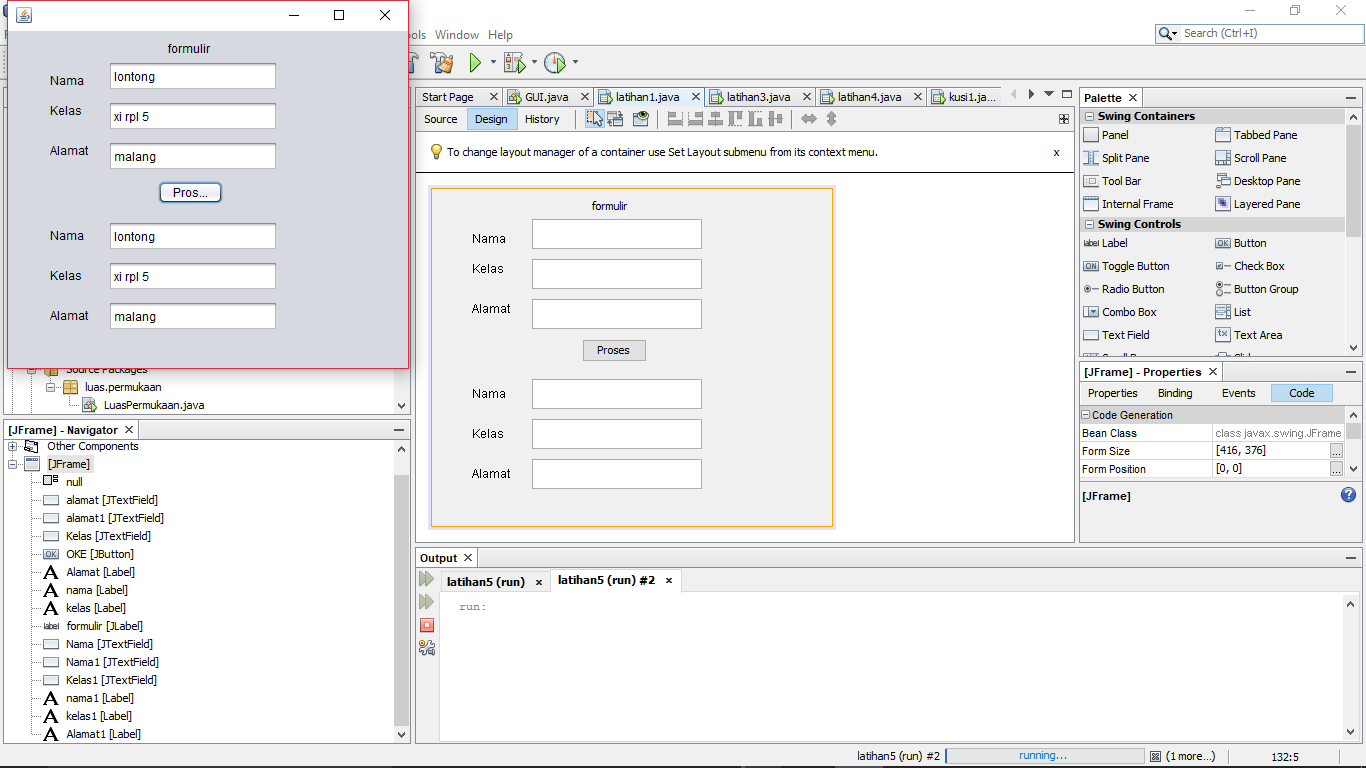 formulir
Nama
lontong
Kelas
xi rpl 5
Alamat
malang
Pros...
Nama
lontong
Kelas
xi rpl 5
Alamat
malang
ols Window Help
Search (Ctrl+I)
Start Page GUI.java latihan1.java latihan3.java latihan4.java kusi1.ja...
Source Design History
To change layout manager of a container use Set Layout submenu from its context menu. x
formulir
Nama
Kelas
Alamat
Proses
Nama
Kelas
Alamat
Palette
Swing Containers
Panel Tabbed Pane
Split Pane Scroll Pane
Tool Bar Desktop Pane
Internal Frame Layered Pane
Swing Controls
label Label OK Button
ON Toggle Button Check Box
Radio Button Button Group
Combo Box List
Text Field Text Area
[JFrame] - Properties
Properties Binding Events Code
Code Generation
Bean Class class javax.swing.JFrame
Form Size [416, 376] ...
Form Position [0, 0] ...
[JFrame]
Source Packages
luas.permukaan
LuasPermukaan.java
[JFrame] - Navigator
Other Components
[JFrame]
null
alamat [JTextField]
alamat1 [JTextField]
Kelas [JTextField]
OK OKE [JButton]
A Alamat [Label]
A nama [Label]
A kelas [Label]
label formulir [JLabel]
Nama [JTextField]
Nama1 [JTextField]
Kelas1 [JTextField]
A nama1 [Label]
A kelas1 [Label]
A Alamat1 [Label]
Output
latihan5 (run) latihan5 (run) #2
run:
latihan5 (run) #2 running... (1 more...) 132:5